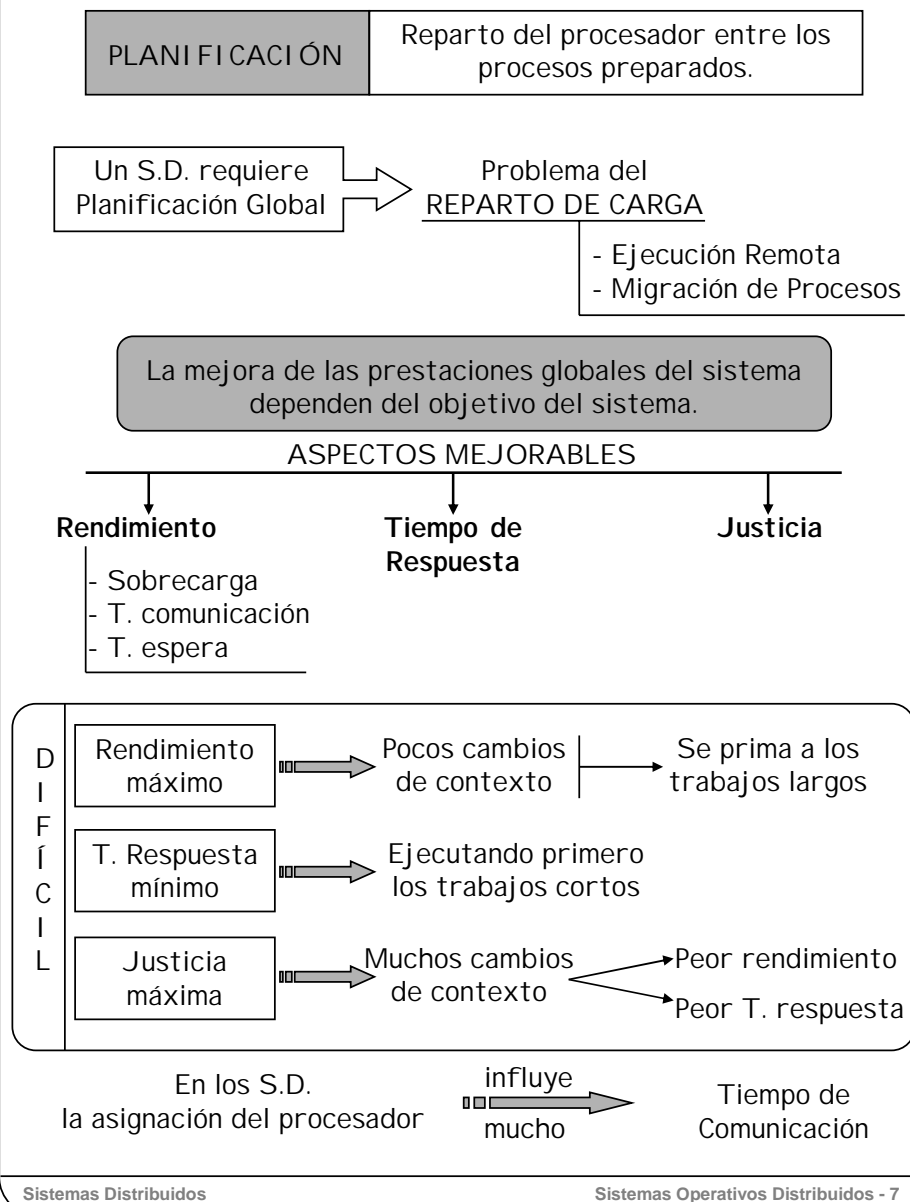 PLANIFICACIÓN
Reparto del procesador entre los
procesos preparados.
Un S.D. requiere
Planificación Global
Problema del
REPARTO DE CARGA
- Ejecución Remota
- Migración de Procesos
La mejora de las prestaciones globales del sistema
dependen del objetivo del sistema.
ASPECTOS MEJORABLES
Rendimiento
- Sobrecarga
- T. comunicación
- T. espera
Tiempo de
Respuesta
Justicia
DIFÍCIL
Rendimiento
máximo
Pocos cambios
de contexto
Se prima a los
trabajos largos
T. Respuesta
mínimo
Ejecutando primero
los trabajos cortos
Justicia
máxima
Muchos cambios
de contexto
Peor rendimiento
Peor T. respuesta
En los S.D.
la asignación del procesador
influye
mucho
Tiempo de
Comunicación
Sistemas Distribuidos
Sistemas Operativos Distribuidos - 7